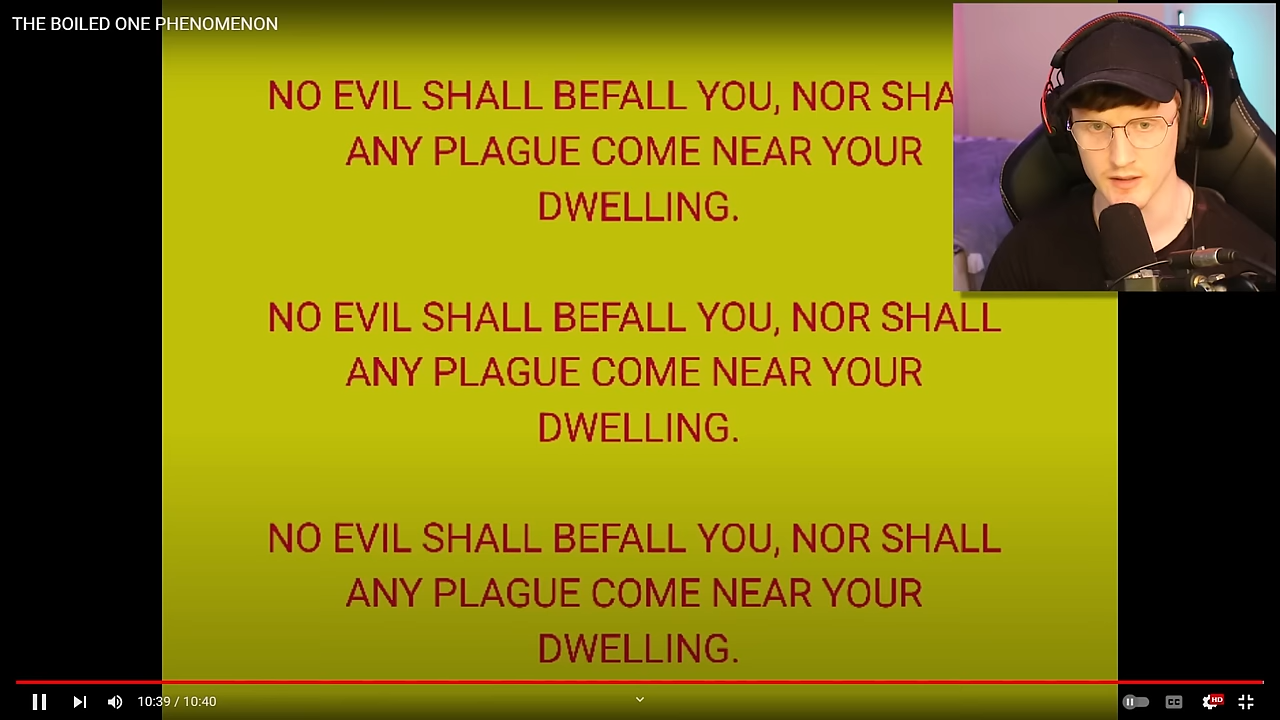 THE BOILED ONE PHENOMENON
NO EVIL SHALL BEFALL YOU, NOR SHA
ANY PLAGUE COME NEAR YOUR
DWELLING.
NO EVIL SHALL BEFALL YOU, NOR SHALL
ANY PLAGUE COME NEAR YOUR
DWELLING.
NO EVIL SHALL BEFALL YOU, NOR SHALL
ANY PLAGUE COME NEAR YOUR
DWELLING.
10:39 / 10:40
CC
HD